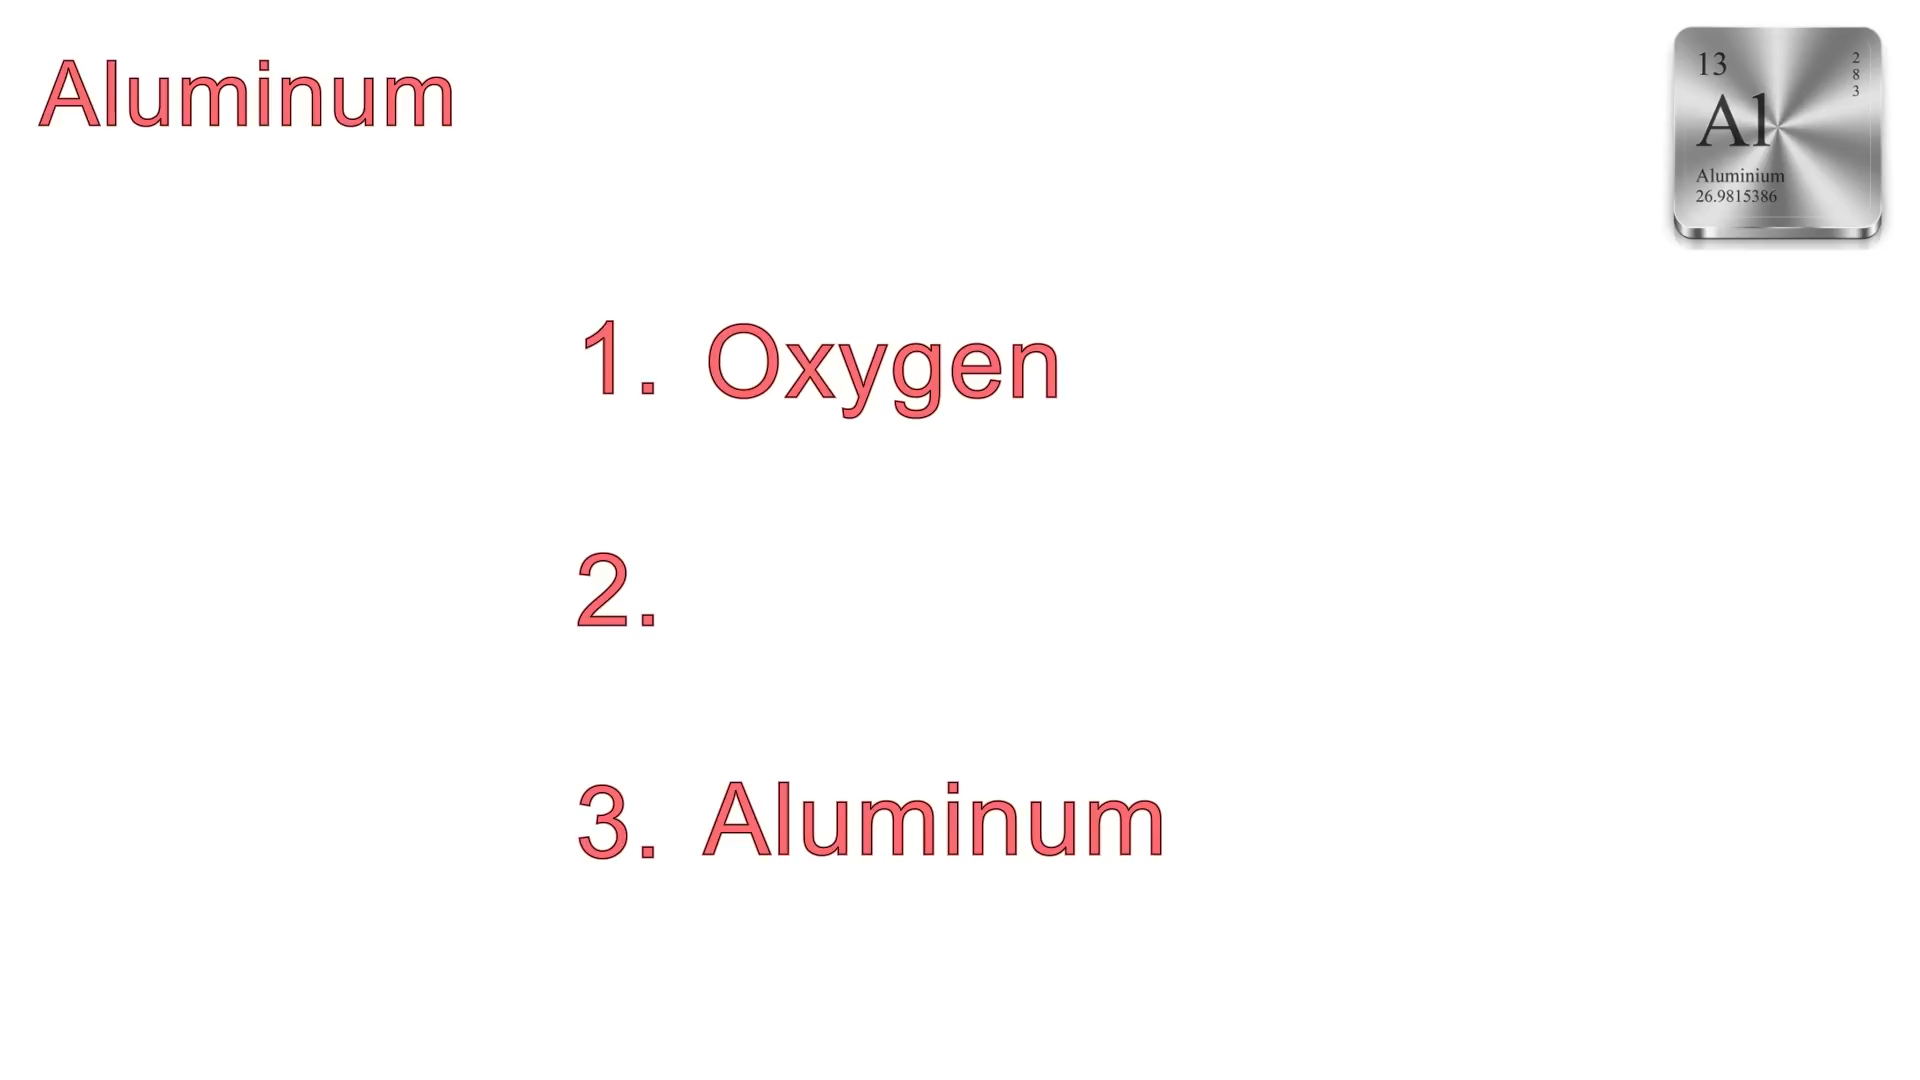 Aluminum
13
2
8
3
Al
Aluminium
26.9815386
1. Oxygen
2.
3. Aluminum